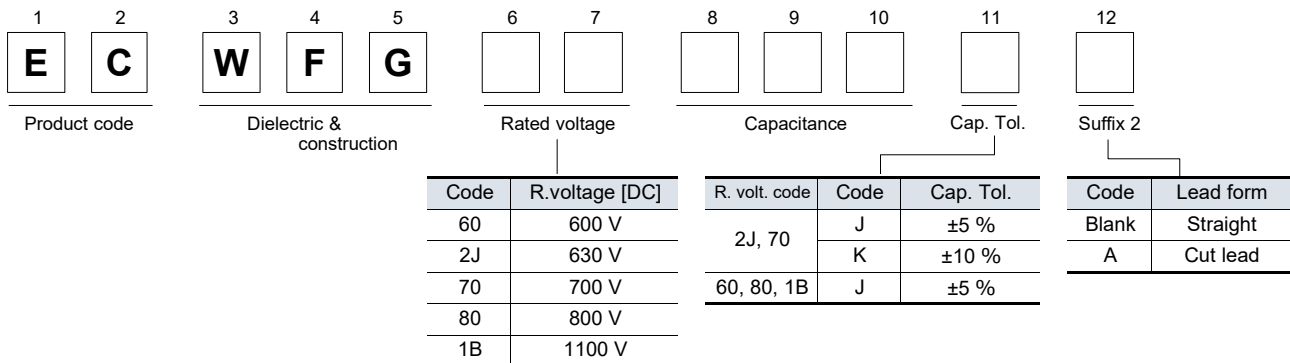 1 2 3 4 5 6 7 8 9 10 11 12
E C W F G
Product code Dielectric & construction Rated voltage Capacitance Cap. Tol. Suffix 2
Code R.voltage [DC]
60 600 V
2J 630 V
70 700 V
80 800 V
1B 1100 V
R. volt. code Code Cap. Tol.
2J, 70 J ±5 %
K ±10 %
60, 80, 1B J ±5 %
Code Lead form
Blank Straight
A Cut lead